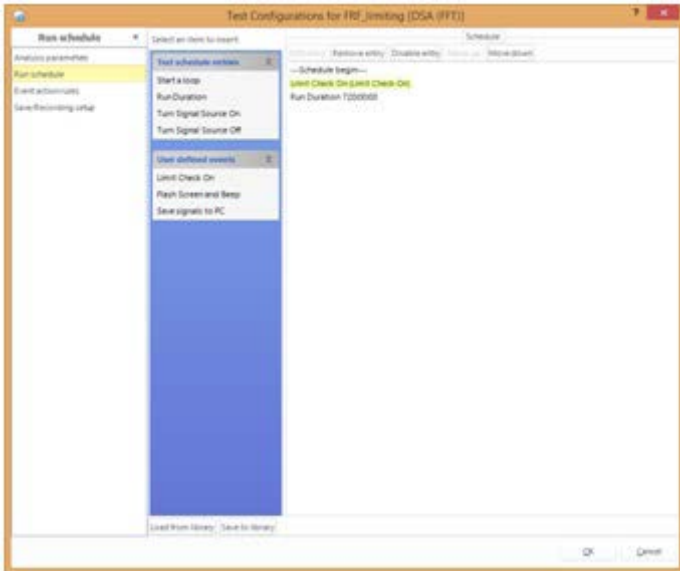 Test Configurations for FRF_limiting (DSA (FFT))
Run schedule
Analysis parameters
Run schedule
Event action rules
Save/Recording setup
Select an item to insert
Test schedule entries
Start a loop
Run Duration
Turn Signal Source On
Turn Signal Source Off
User defined events
Limit Check On
Flash Screen and Beep
Save signals to PC
Load from library Save to library
Schedule
Remove entry Disable entry Move down
---Schedule begin---
Limit Check On (Limit Check On)
Run Duration
OK Cancel